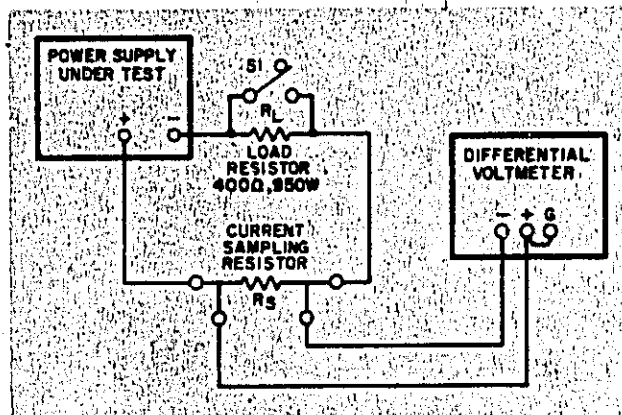 POWER SUPPLY
UNDER TEST
+ -
S1
RL
LOAD
RESISTOR
400Ω, 950W
DIFFERENTIAL
VOLTMETER
- + G
CURRENT
SAMPLING
RESISTOR
RS